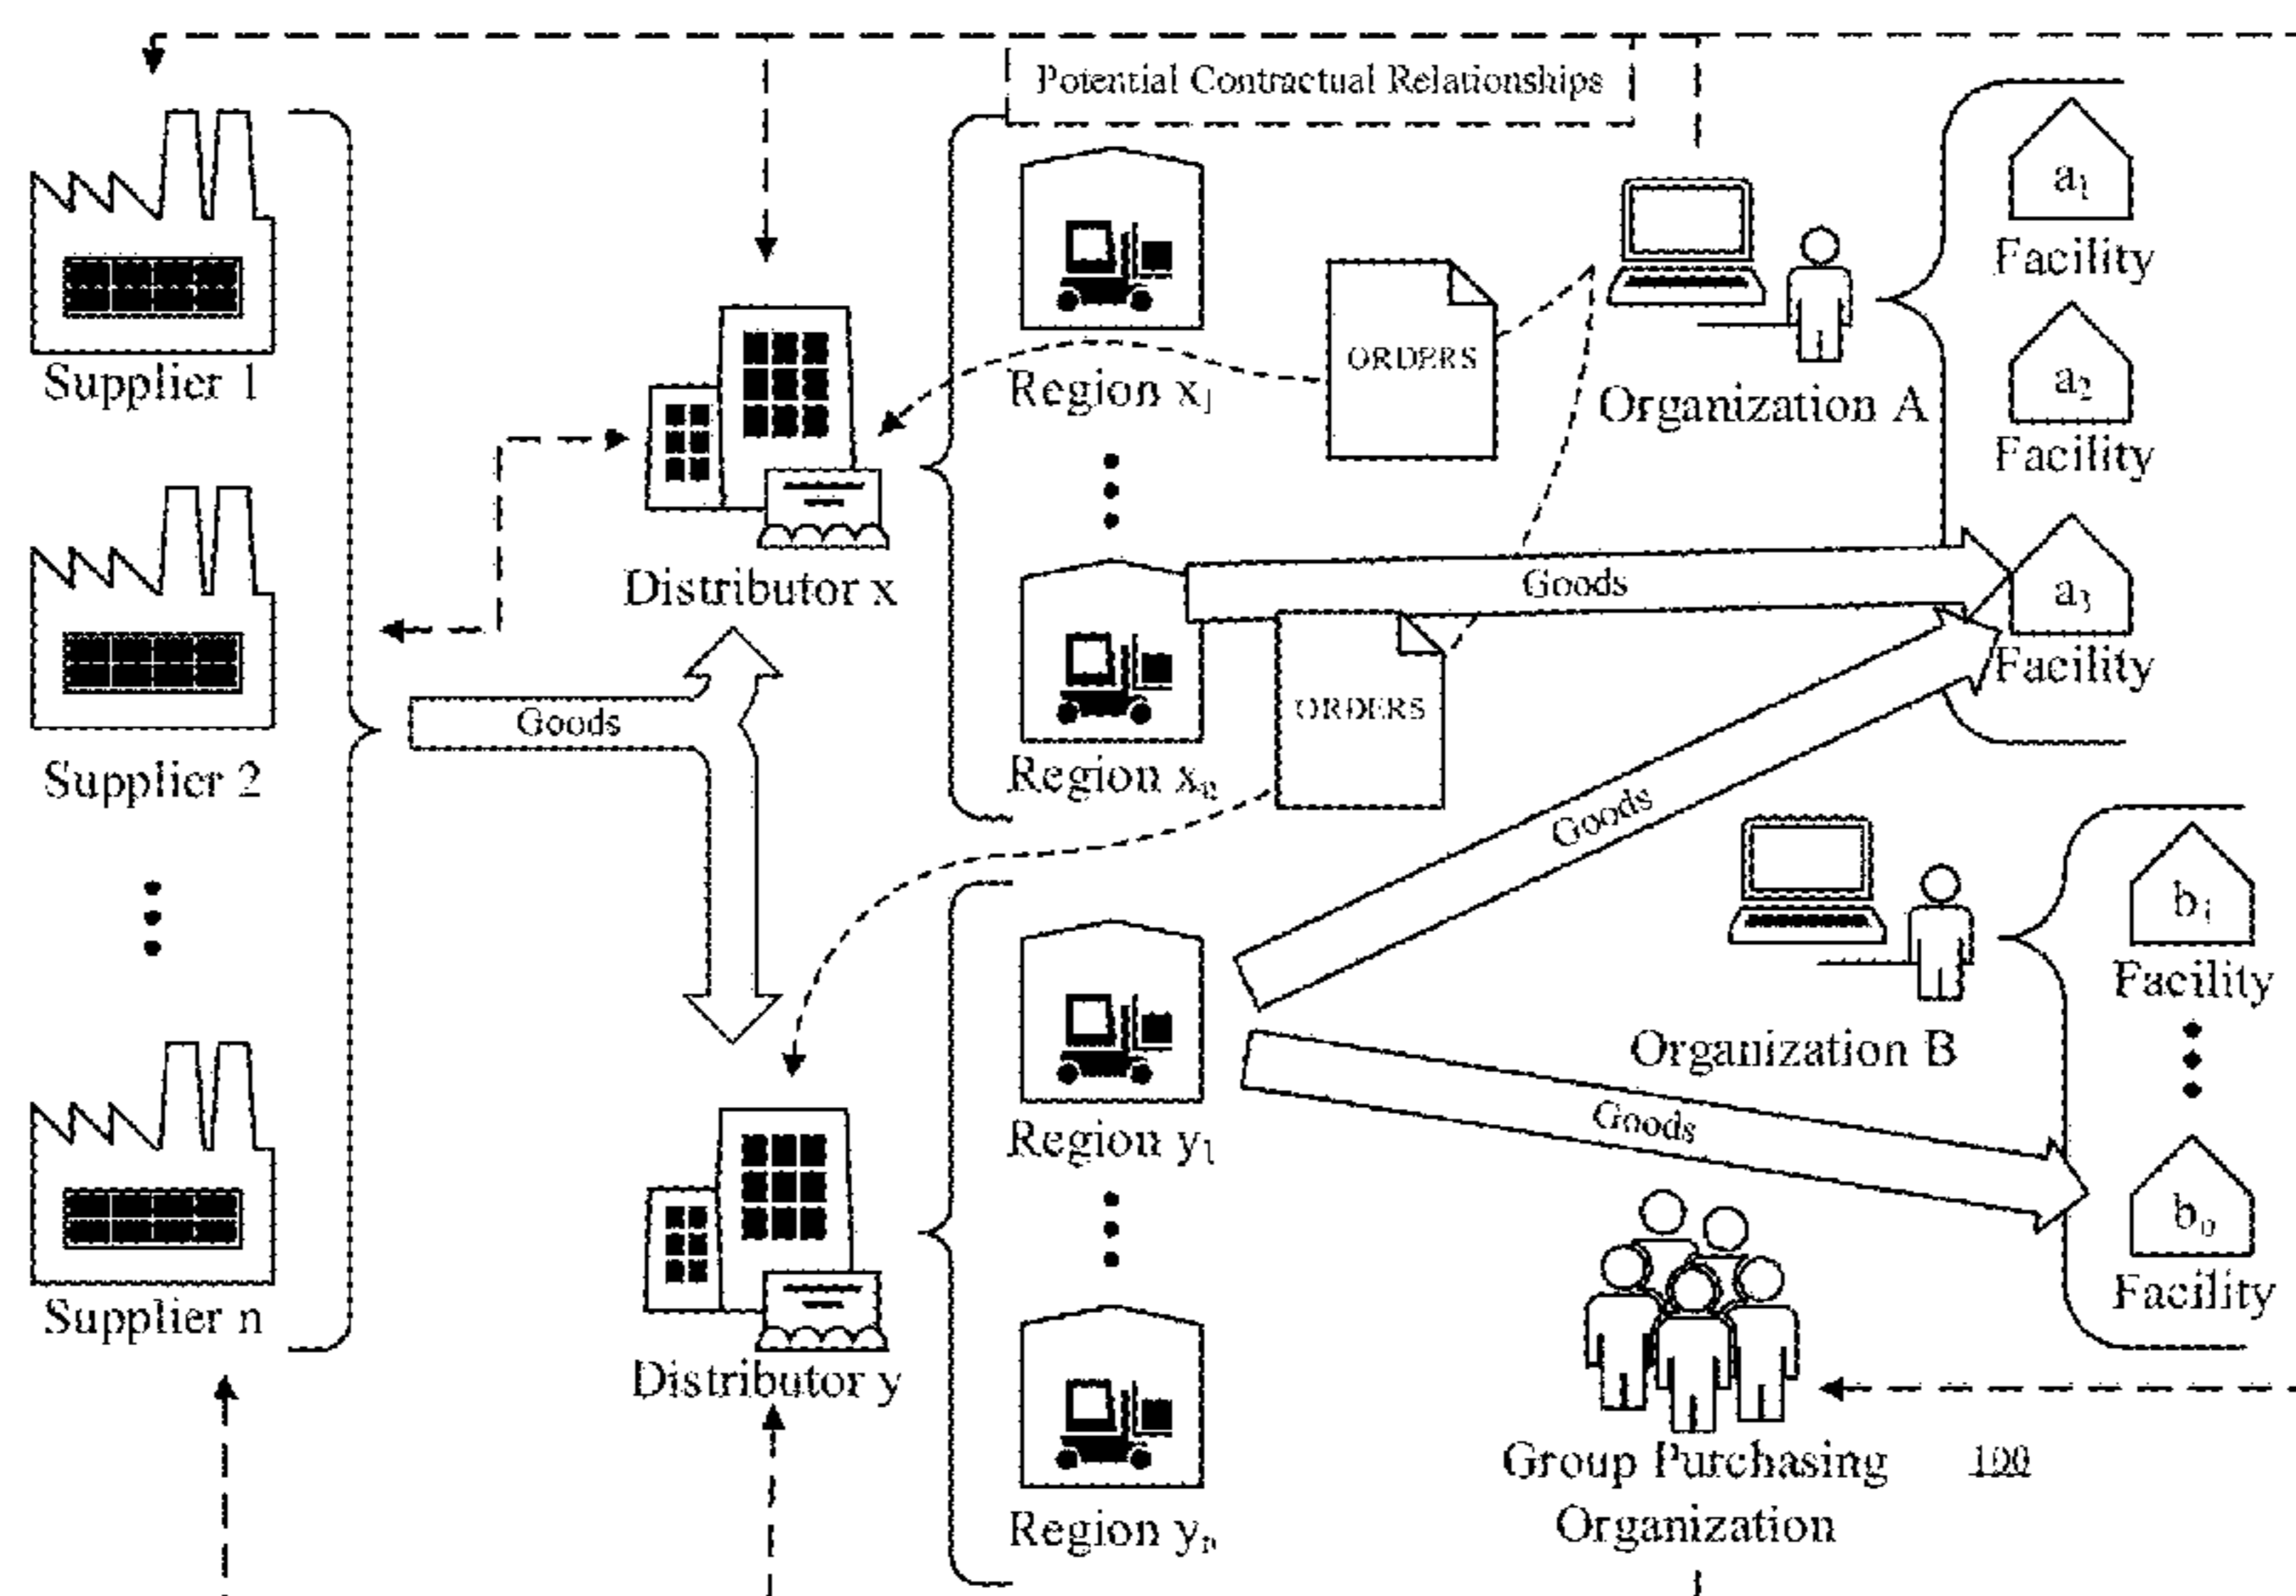 Potential Contractual Relationships
a₁
Facility
Supplier 1
Region x₁
ORDERS
Organization A
a₂
Facility
Distributor x
Goods
a₃
Facility
Supplier 2
Goods
Region xₙ
ORDERS
Goods
b₁
Facility
Organization B
Region y₁
Goods
bₙ
Facility
Supplier n
Distributor y
Region yₙ
Group Purchasing
Organization
100